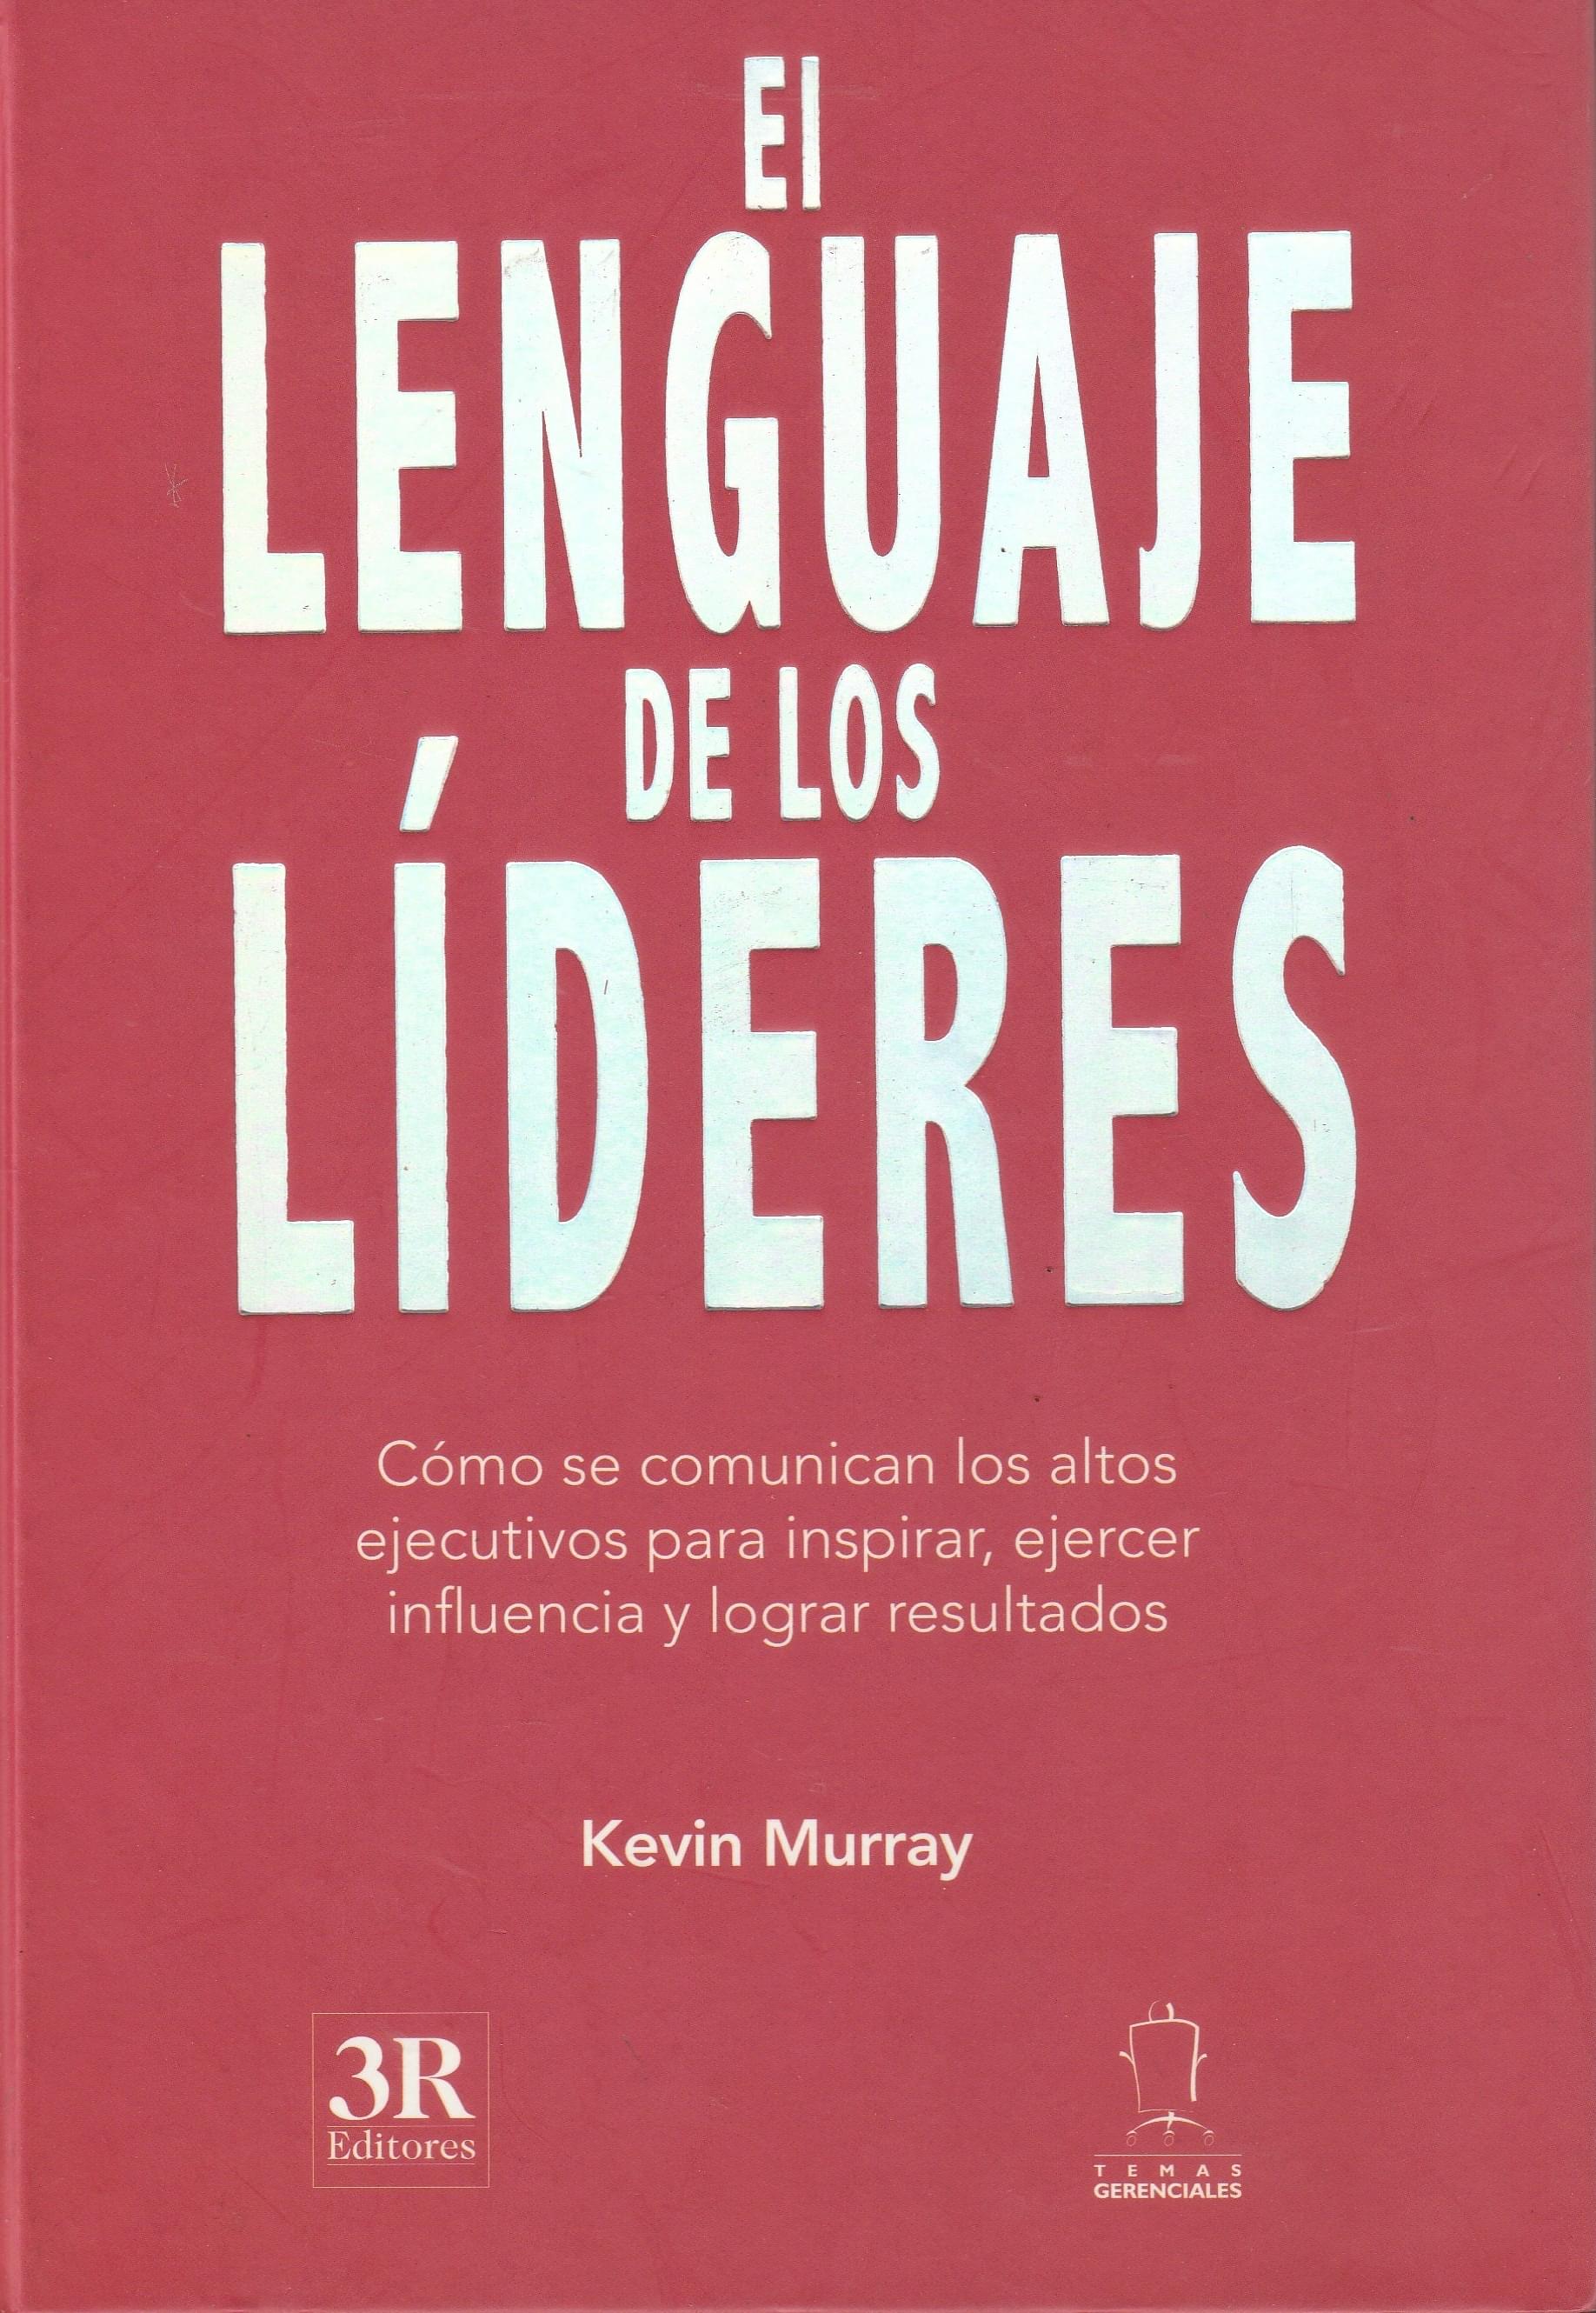 El
LENGUAJE
DE LOS
LÍDERES
Cómo se comunican los altos
ejecutivos para inspirar, ejercer
influencia y lograr resultados
Kevin Murray
3R
Editores
TEMAS
GERENCIALES